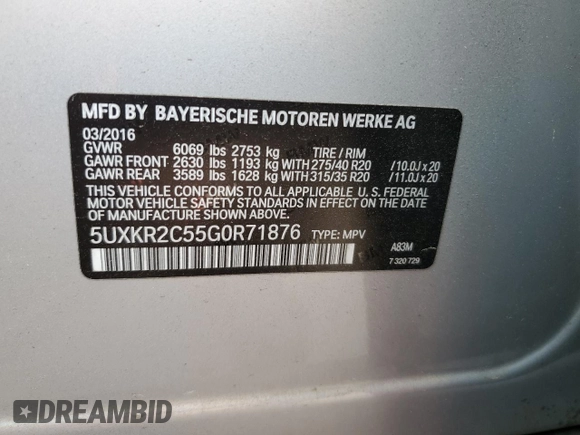 MFD BY BAYERISCHE MOTOREN WERKE AG
03/2016
GVWR 6069 lbs 2753 kg TIRE / RIM
GAWR FRONT 2630 lbs 1193 kg WITH 275/40 R20 / 10.0J x 20
GAWR REAR 3589 lbs 1628 kg WITH 315/35 R20 / 11.0J x 20
THIS VEHICLE CONFORMS TO ALL APPLICABLE U. S. FEDERAL
MOTOR VEHICLE SAFETY STANDARDS IN EFFECT ON THE DATE OF
MANUFACTURE SHOWN ABOVE.
5UXKR2C55G0R71876 TYPE: MPV
A83M
7 320 729
DREAMBID